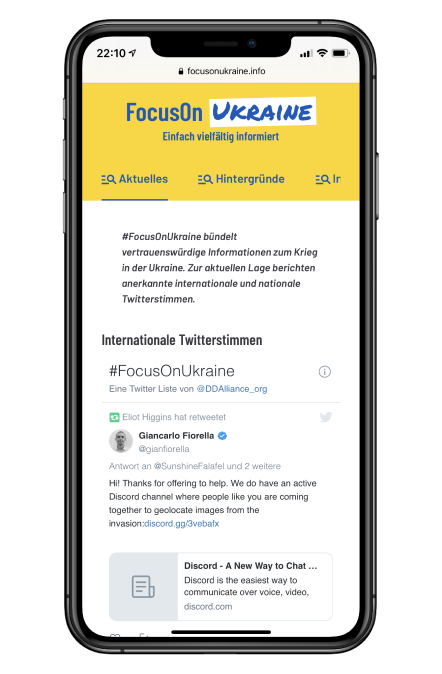 22:10
focusonukraine.info
FocusOn UKRAINE
Einfach vielfältig informiert
Aktuelles Hintergründe
#FocusOnUkraine bündelt
vertrauenswürdige Informationen zum Krieg
in der Ukraine. Zur aktuellen Lage berichten
anerkannte internationale und nationale
Twitterstimmen.
Internationale Twitterstimmen
#FocusOnUkraine
Eine Twitter Liste von @DDAlliance_org
Eliot Higgins hat retweetet
Giancarlo Fiorella
@gianfiorella
Antwort an @SunshineFalafel und 2 weitere
Hi! Thanks for offering to help. We do have an active
Discord channel where people like you are coming
together to geolocate images from the
invasion:discord.gg/3vebafx
Discord - A New Way to Chat ...
Discord is the easiest way to
communicate over voice, video,
discord.com